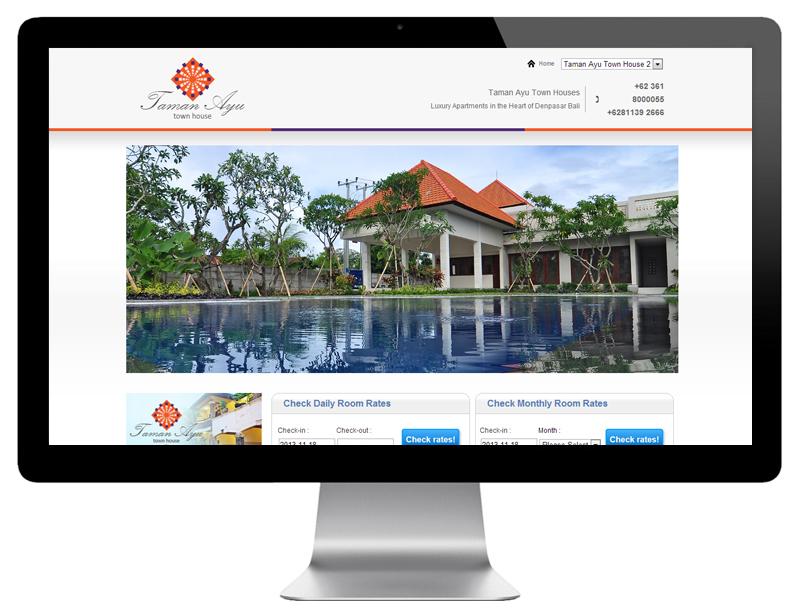 Taman Ayu
town house
Home
Taman Ayu Town House 2
Taman Ayu Town Houses
Luxury Apartments in the Heart of Denpasar Bali
+62 361
8000055
+6281139 2666
Taman Ayu
town house
Check Daily Room Rates
Check-in :
Check-out :
2013-11-18
Check rates!
Check Monthly Room Rates
Check-in :
Month :
2013-11-18
Please Select
Check rates!